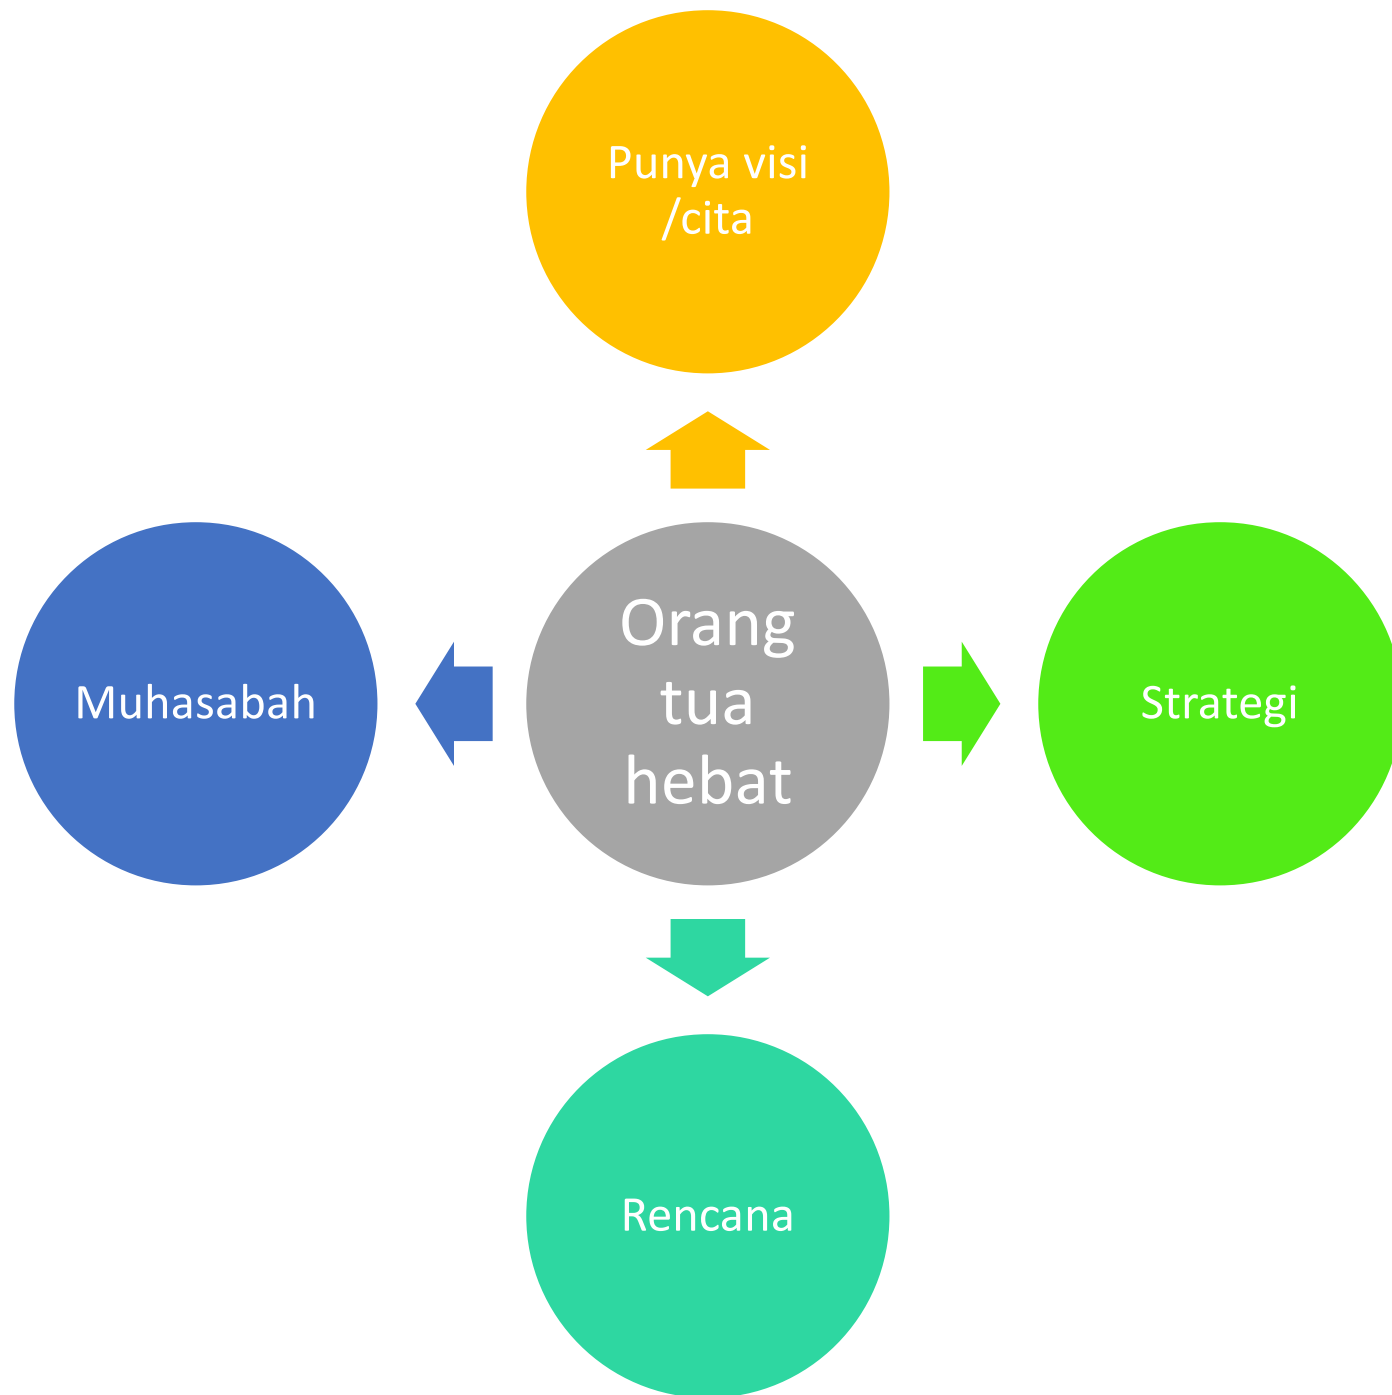 Punya visi
/cita
Muhasabah
Orang
tua
hebat
Strategi
Rencana